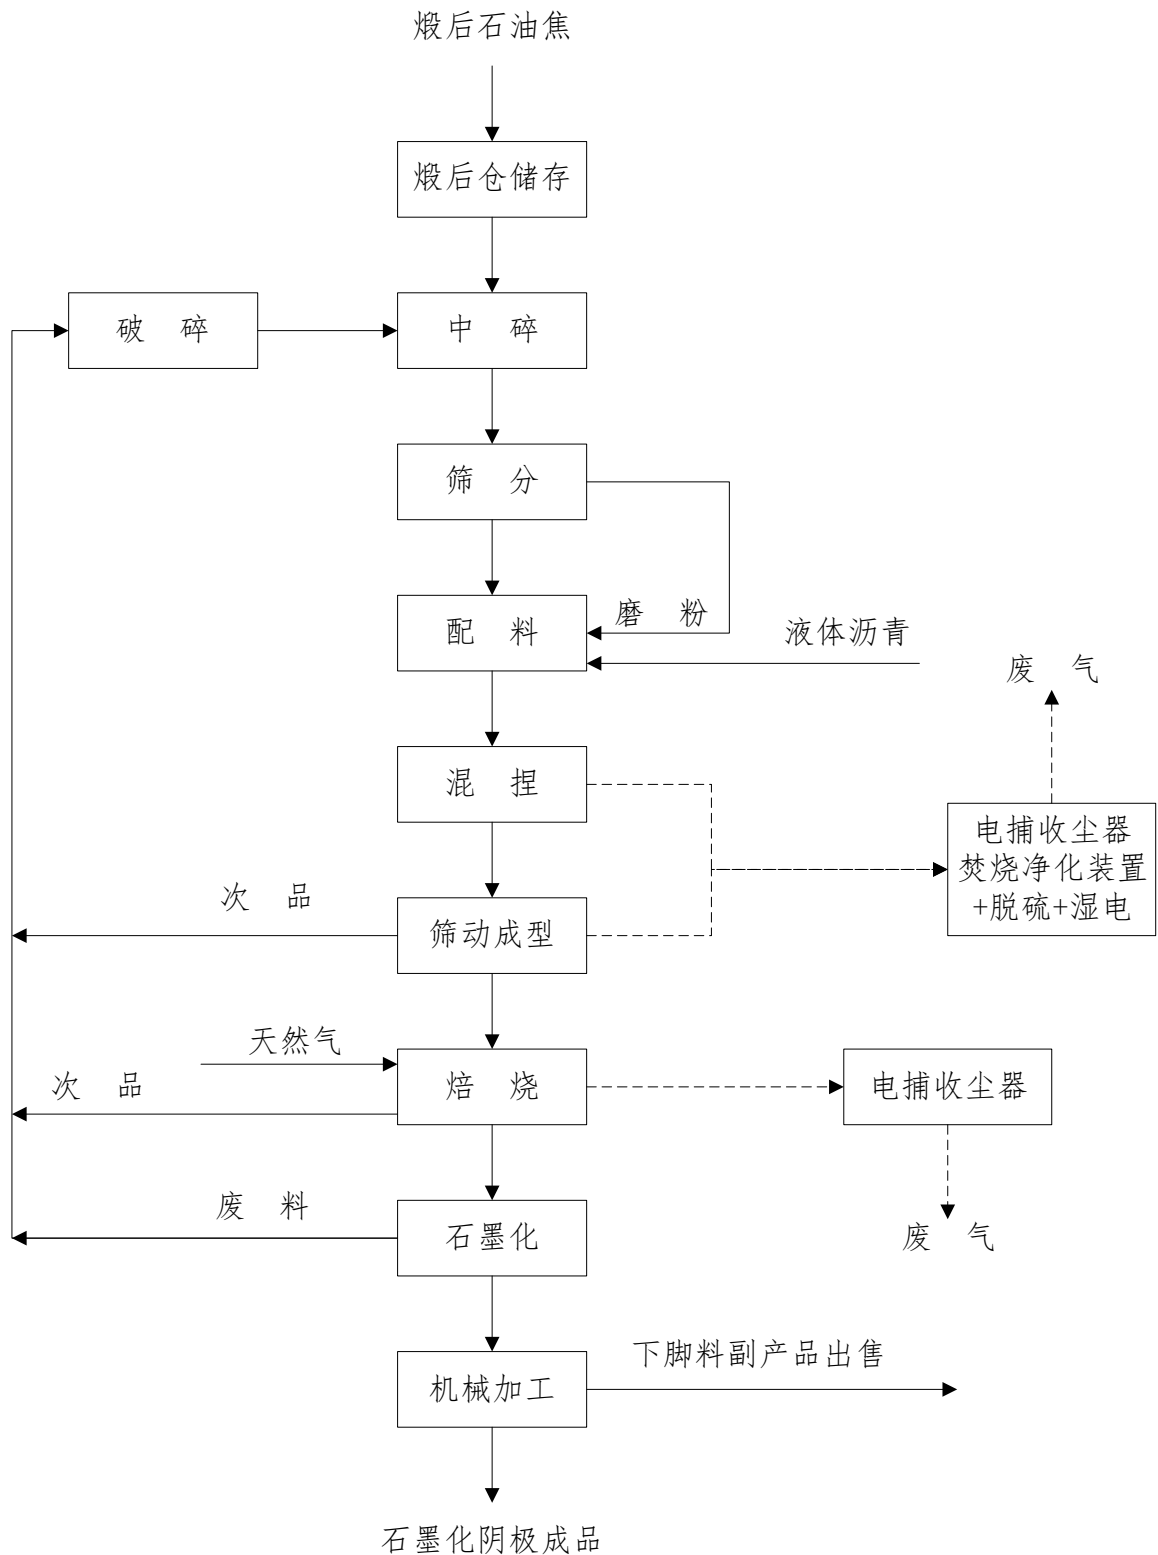 煅后石油焦
煅后仓储存
破 碎
中 碎
筛 分
磨 粉
配 料
液体沥青
废 气
混 捏
电捕收尘器
焚烧净化装置
+脱硫+湿电
次 品
筛动成型
天然气
次 品
焙 烧
电捕收尘器
废 料
石墨化
废 气
下脚料副产品出售
机械加工
石墨化阴极成品